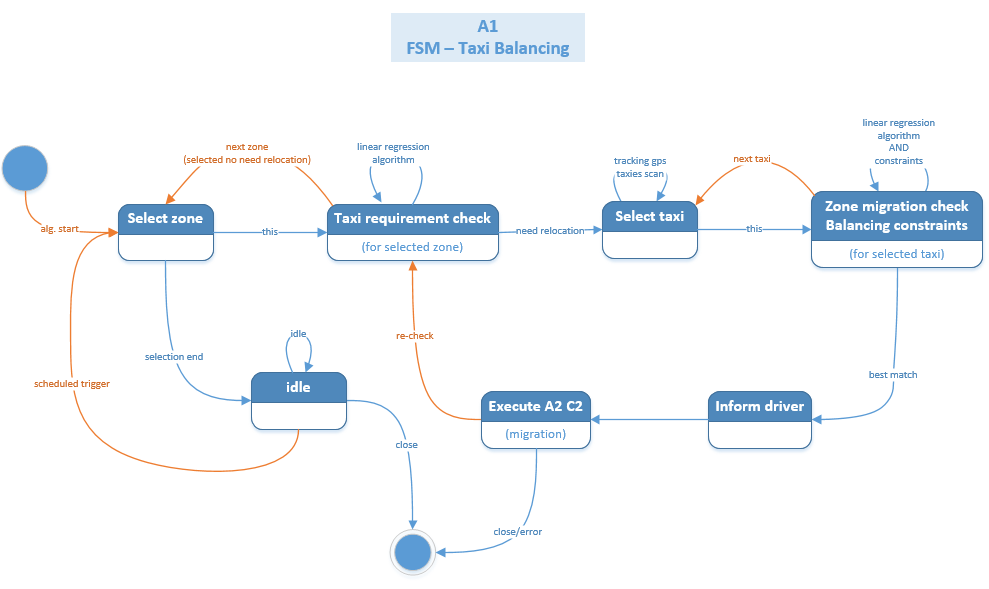 A1
FSM – Taxi Balancing
next zone
(selected no need relocation)
linear regression
algorithm
tracking gps
taxies scan
next taxi
linear regression
algorithm
AND
constraints
alg. start
Select zone
this
Taxi requirement check
(for selected zone)
need relocation
Select taxi
this
Zone migration check
Balancing constraints
(for selected taxi)
selection end
idle
re-check
scheduled trigger
idle
best match
close
Execute A2 C2
(migration)
Inform driver
close/error